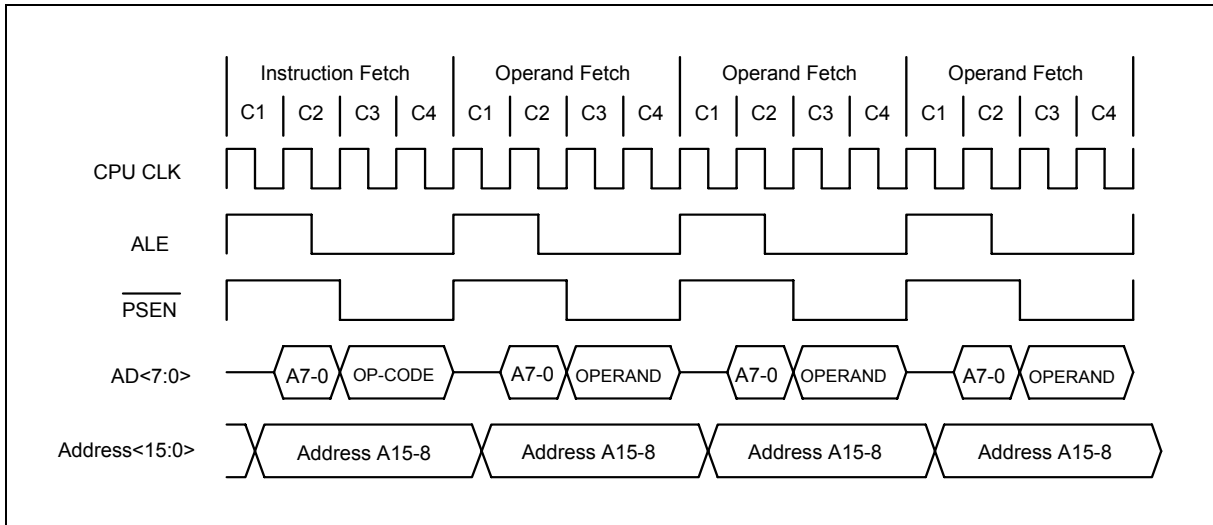 Instruction Fetch Operand Fetch Operand Fetch Operand Fetch
C1 C2 C3 C4 C1 C2 C3 C4 C1 C2 C3 C4 C1 C2 C3 C4
CPU CLK
ALE
PSEN
AD<7:0> A7-0 OP-CODE A7-0 OPERAND A7-0 OPERAND A7-0 OPERAND
Address<15:0> Address A15-8 Address A15-8 Address A15-8 Address A15-8